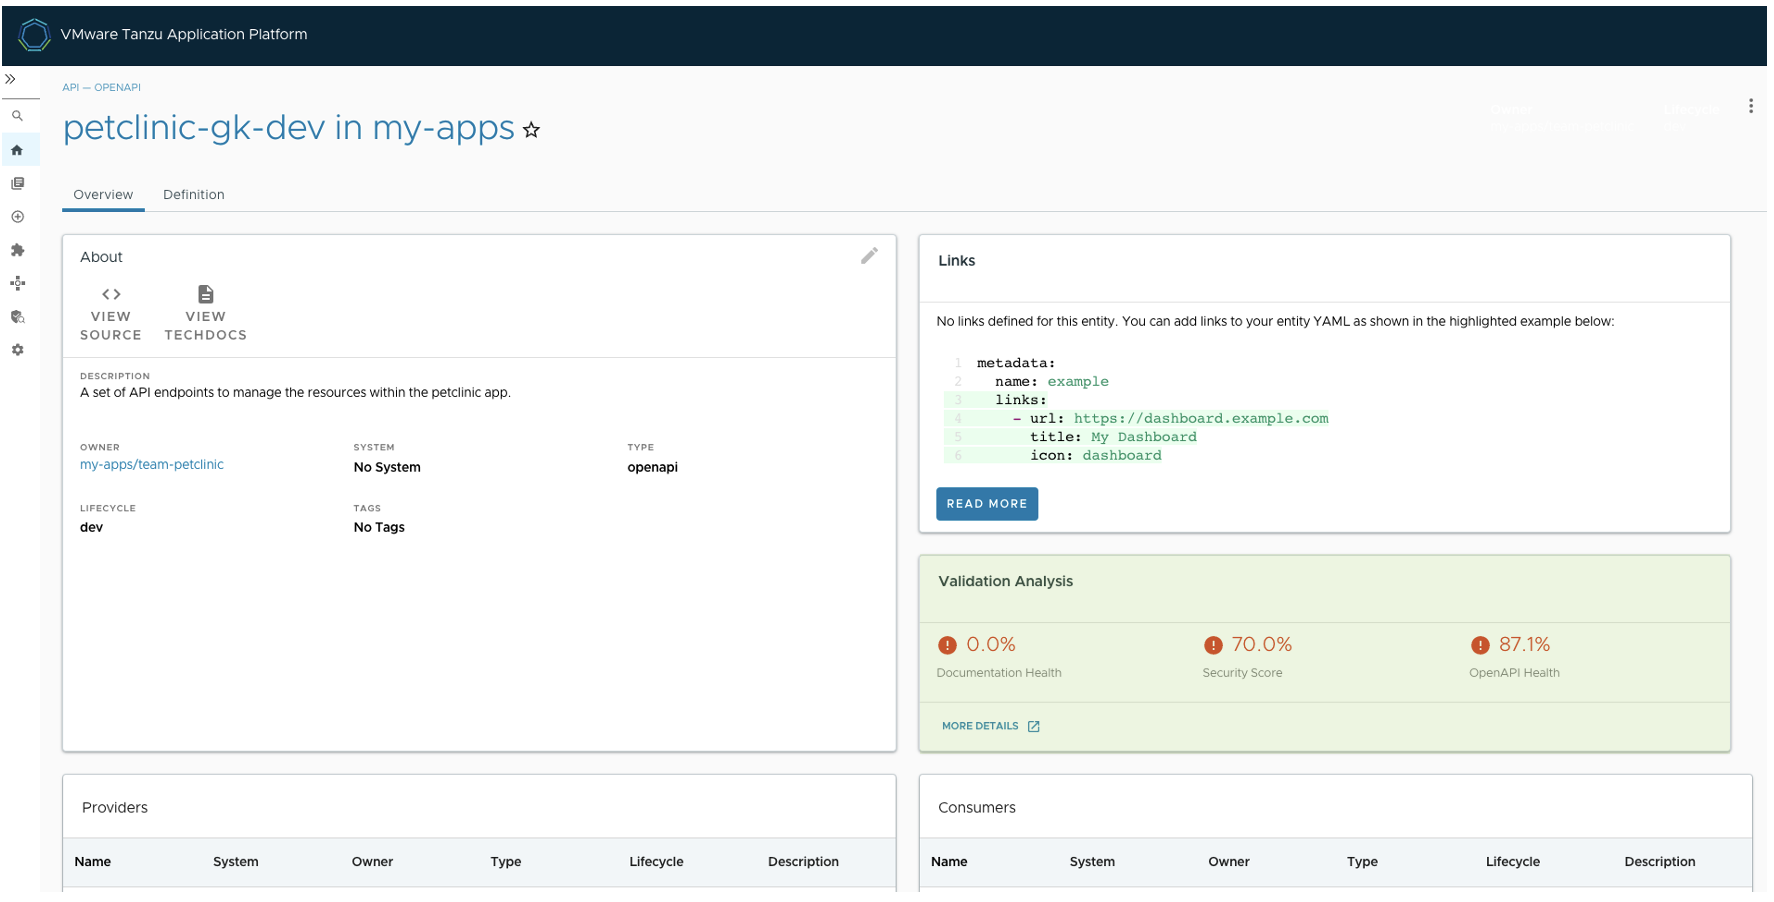 VMware Tanzu Application Platform
API — OPENAPI
petclinic-gk-dev in my-apps
Owner
Lifecycle
Overview
Definition
About
VIEW
SOURCE
VIEW
TECHDOCS
DESCRIPTION
A set of API endpoints to manage the resources within the petclinic app.
OWNER
my-apps/team-petclinic
SYSTEM
No System
TYPE
openapi
LIFECYCLE
dev
TAGS
No Tags
Links
No links defined for this entity. You can add links to your entity YAML as shown in the highlighted example below:
1 metadata:
2 name: example
3 links:
4 - url: https://dashboard.example.com
5 title: My Dashboard
6 icon: dashboard
READ MORE
Validation Analysis
0.0%
Documentation Health
70.0%
Security Score
87.1%
OpenAPI Health
MORE DETAILS
Providers
Name System Owner Type Lifecycle Description
Consumers
Name System Owner Type Lifecycle Description